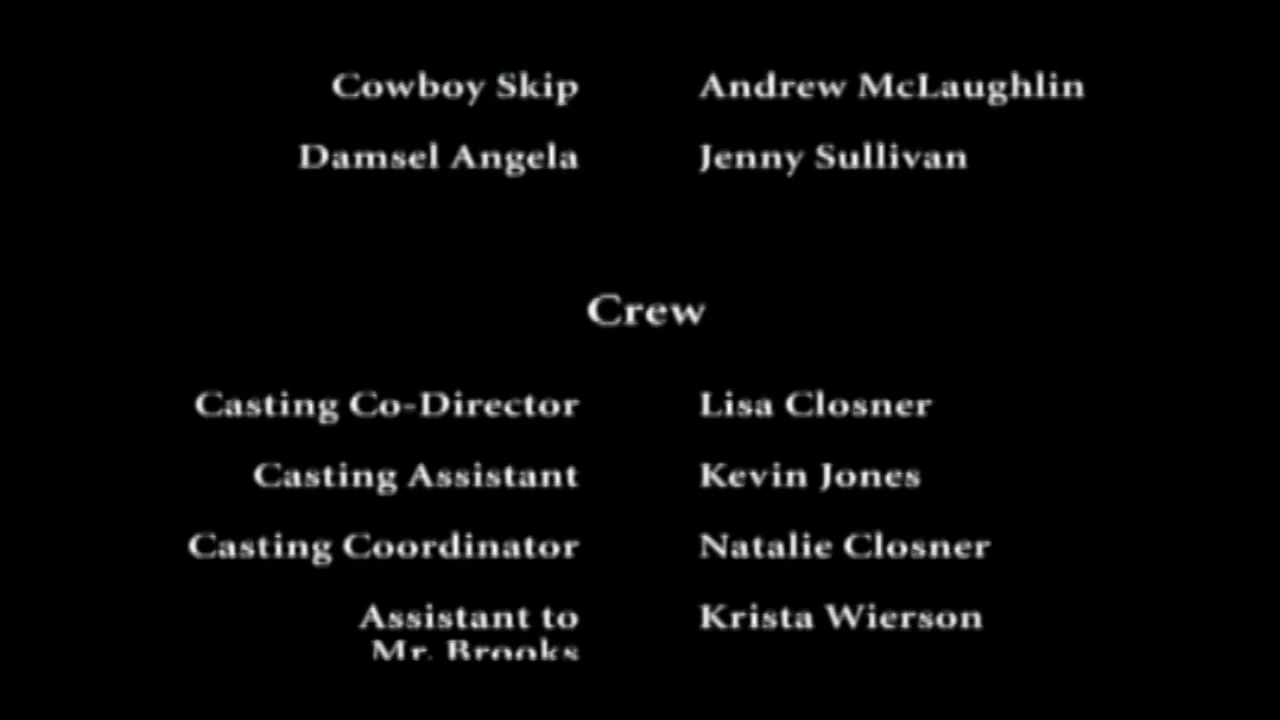 Cowboy Skip Andrew McLaughlin
Damsel Angela Jenny Sullivan
Crew
Casting Co-Director Lisa Closner
Casting Assistant Kevin Jones
Casting Coordinator Natalie Closner
Assistant to Krista Wierson
Mr. Brooks